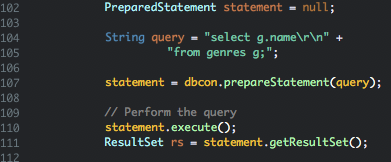 102 PreparedStatement statement = null;
103
104 String query = "select g.name\r\n" +
105 "from genres g;";
106
107 statement = dbcon.prepareStatement(query);
108
109 // Perform the query
110 statement.execute();
111 ResultSet rs = statement.getResultSet();
112